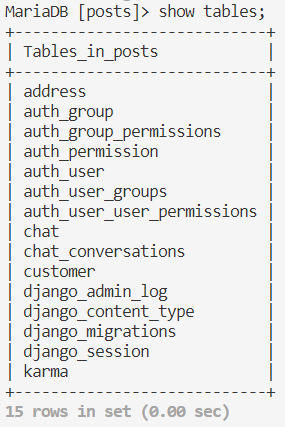 MariaDB [posts]> show tables;
+----------------------------+
| Tables_in_posts            |
+----------------------------+
| address                    |
| auth_group                 |
| auth_group_permissions     |
| auth_permission            |
| auth_user                  |
| auth_user_groups           |
| auth_user_user_permissions |
| chat                       |
| chat_conversations         |
| customer                   |
| django_admin_log           |
| django_content_type        |
| django_migrations          |
| django_session             |
| karma                      |
+----------------------------+
15 rows in set (0.00 sec)